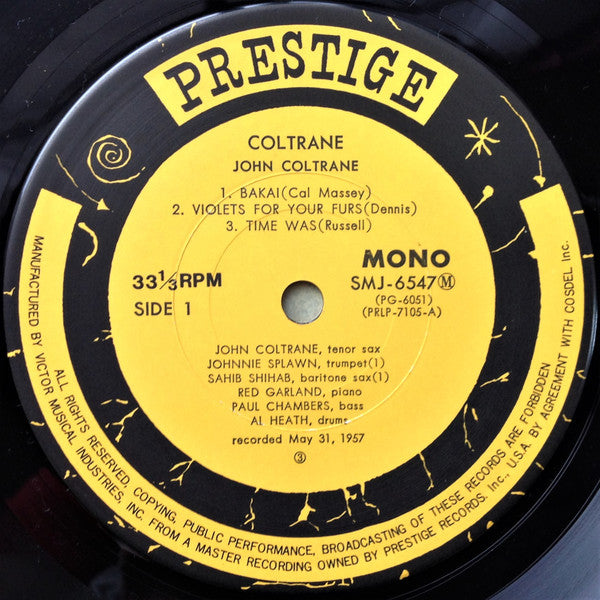 PRESTIGE
COLTRANE
JOHN COLTRANE
1. BAKAI(Cal Massey)
2. VIOLETS FOR YOUR FURS(Dennis)
3. TIME WAS(Russell)
33⅓RPM
SIDE 1
MONO
SMJ-6547Ⓜ
(PG-6051)
(PRLP-7105-A)
JOHN COLTRANE, tenor sax
JOHNNIE SPLAWN, trumpet(1)
SAHIB SHIHAB, baritone sax(1)
RED GARLAND, piano
PAUL CHAMBERS, bass
Al HEATH, drums
recorded May 31, 1957
③
MANUFACTURED BY VICTOR MUSICAL INDUSTRIES, INC. FROM A MASTER RECORDING OWNED BY PRESTIGE RECORDS. Inc., U.S.A. BY AGREEMENT WITH COSDEL Inc.
ALL RIGHTS RESERVED, COPYING, PUBLIC PERFORMANCE, BROADCASTING OF THESE RECORDS ARE FORBIDDEN